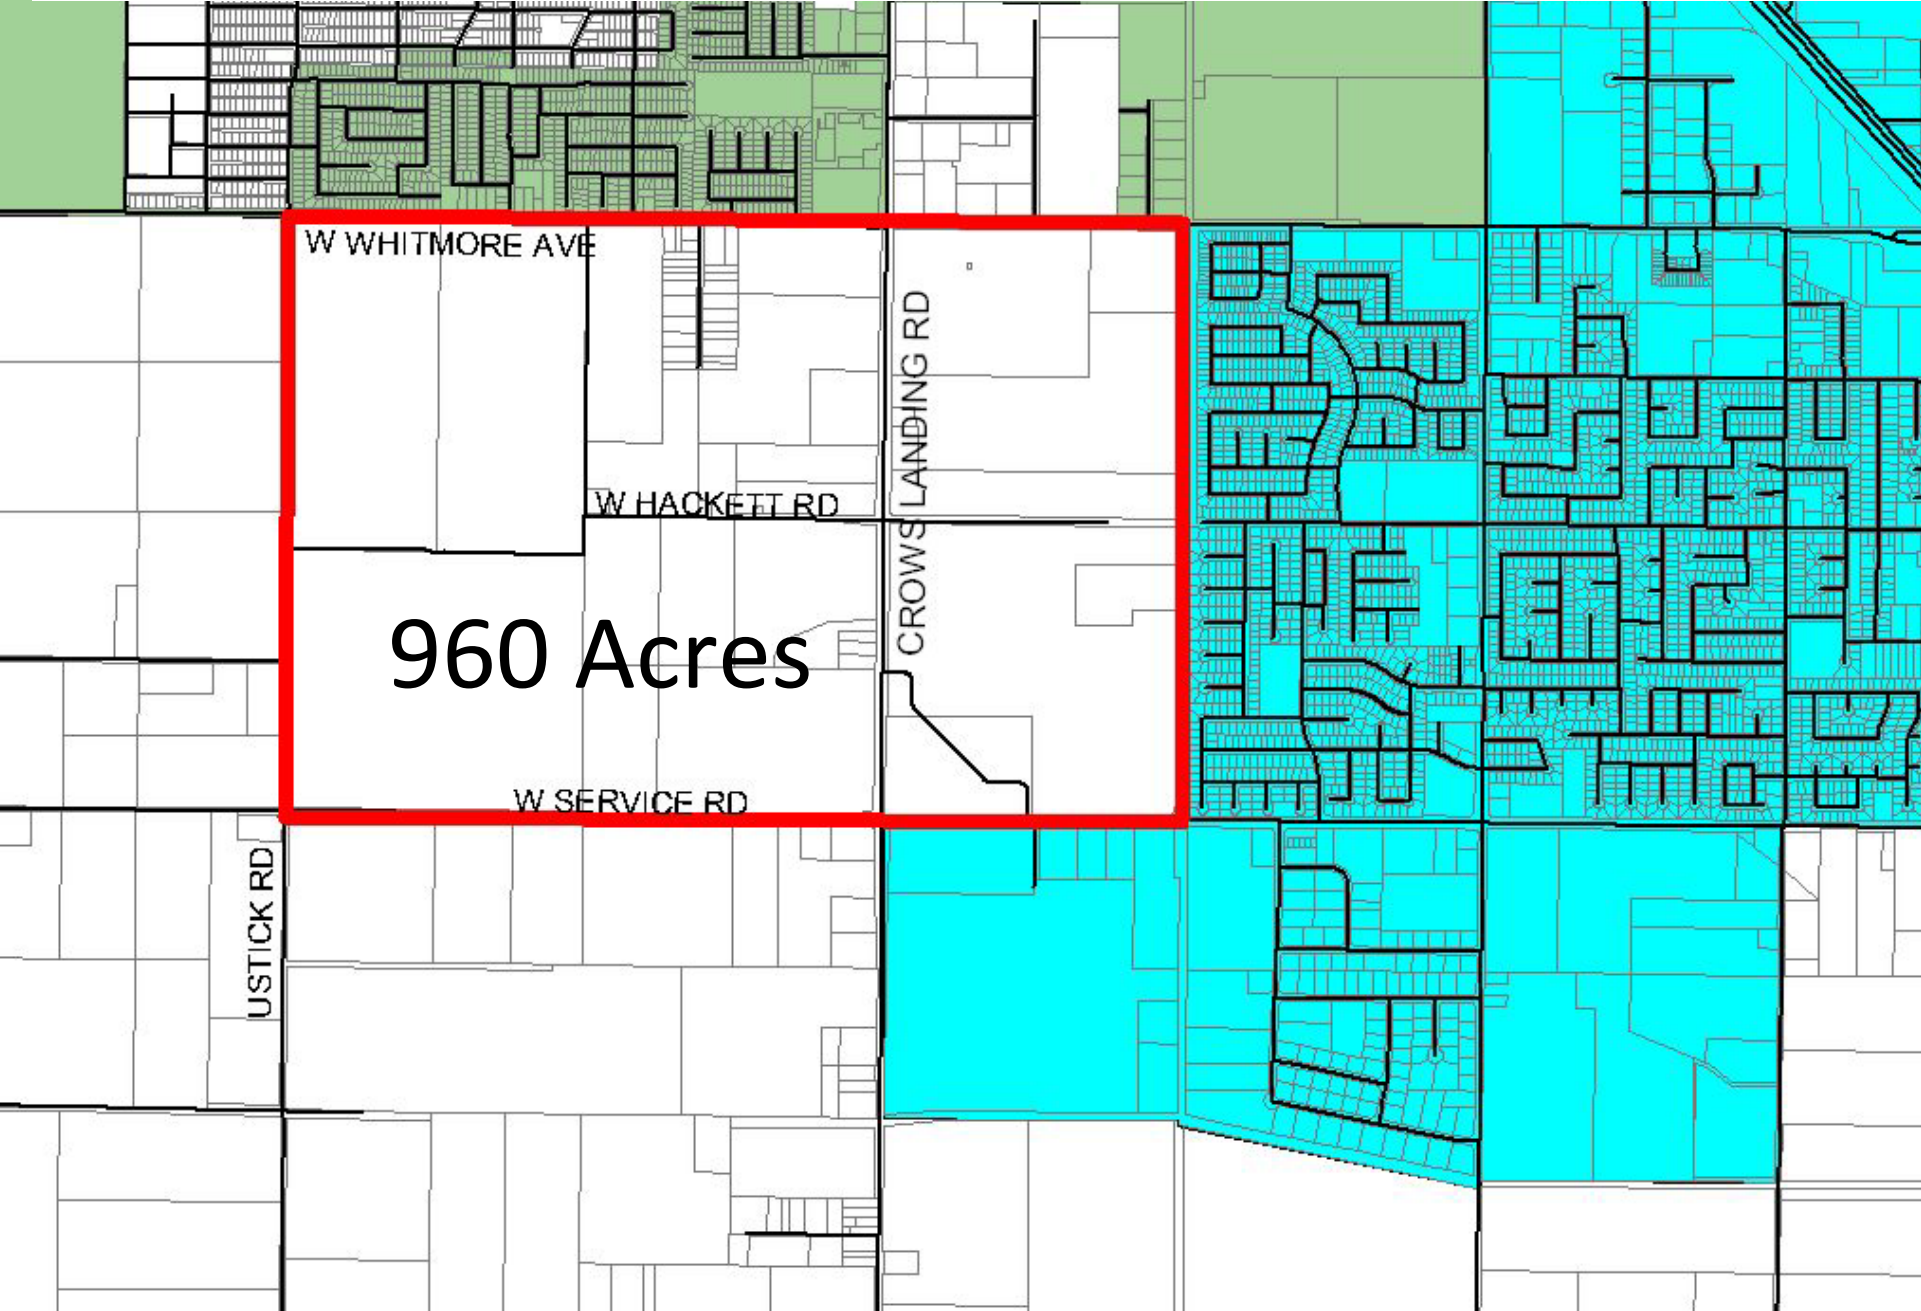 W WHITMORE AVE
CROWS LANDING RD
W HACKETT RD
960 Acres
W SERVICE RD
USTICK RD